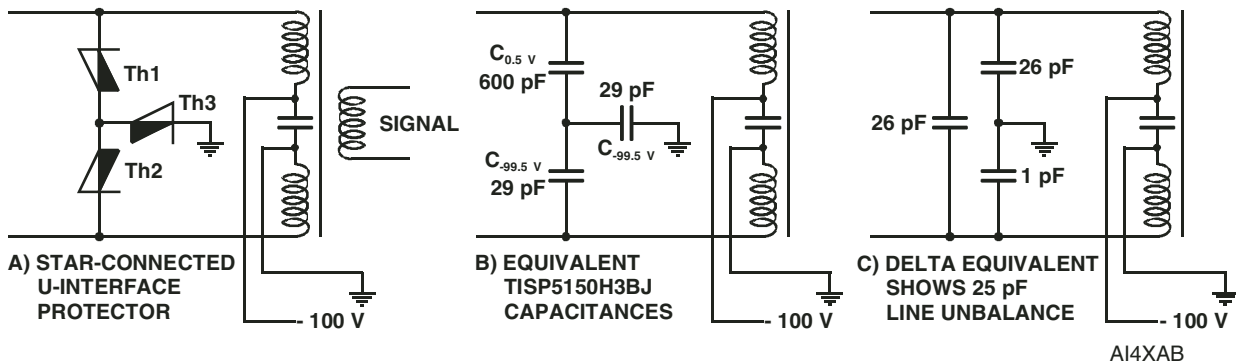 Th1
Th3
Th2
SIGNAL
- 100 V
A) STAR-CONNECTED
U-INTERFACE
PROTECTOR
C0.5 V
600 pF
29 pF
C-99.5 V
C-99.5 V
29 pF
- 100 V
B) EQUIVALENT
TISP5150H3BJ
CAPACITANCES
26 pF
26 pF
1 pF
- 100 V
C) DELTA EQUIVALENT
SHOWS 25 pF
LINE UNBALANCE
AI4XAB